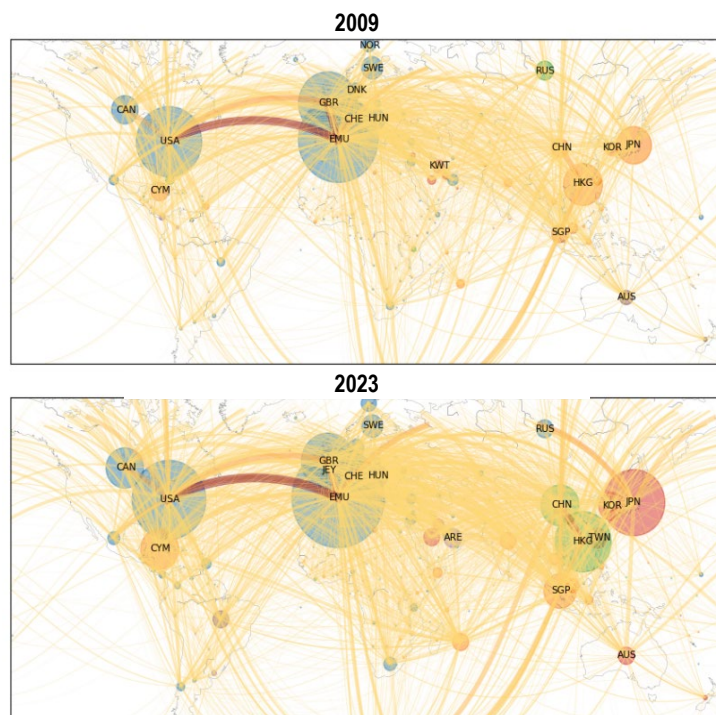 2009
NOR
SWE
RUS
DNK
GBR
CAN
CHE HUN
USA
EMU
CHN
KOR JPN
KWT
HKG
CYM
SGP
AUS
2023
SWE
RUS
GBR
CAN
JEY
CHE HUN
USA
EMU
CHN
KOR JPN
ARE
HKG TWN
CYM
SGP
AUS